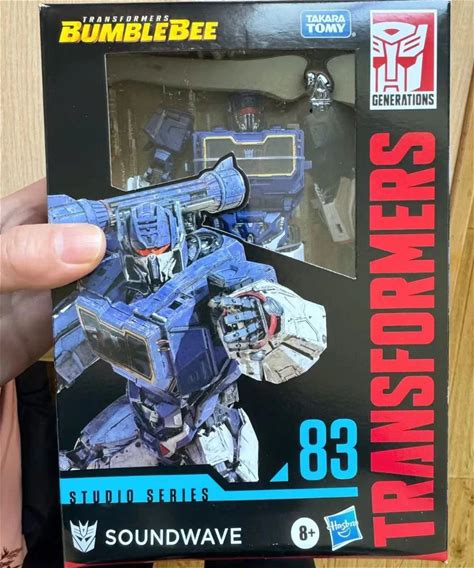 TRANSFORMERS
BUMBLEBEE
TAKARA
TOMY
GENERATIONS
TRANSFORMERS
83
STUDIO SERIES
SOUNDWAVE
8+
Hasbro